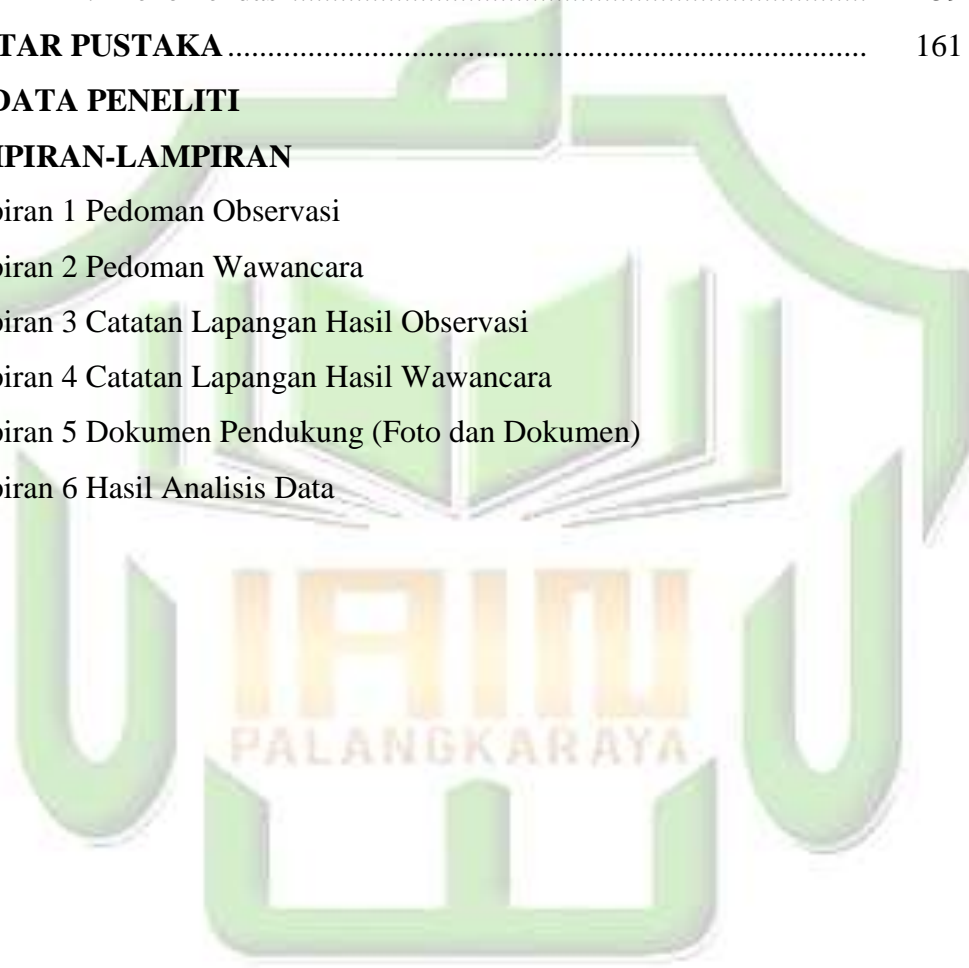 TAR PUSTAKA ........................................ 161
DATA PENELITI
MPIRAN-LAMPIRAN
piran 1 Pedoman Observasi
piran 2 Pedoman Wawancara
piran 3 Catatan Lapangan Hasil Observasi
piran 4 Catatan Lapangan Hasil Wawancara
piran 5 Dokumen Pendukung (Foto dan Dokumen)
piran 6 Hasil Analisis Data
IAIN
PALANGKARAYA